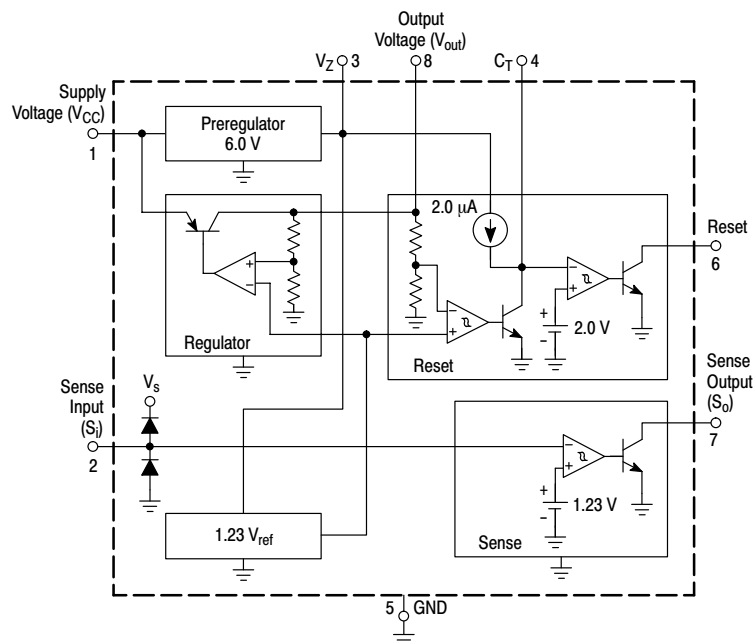 Output
Voltage (Vout)
VZ 3
8
CT 4
Supply
Voltage (VCC)
1
Preregulator
6.0 V
2.0 μA
Reset
6
+
-
-
+
-
+
+
-
2.0 V
Regulator
Reset
Sense
Input
(Si)
2
Vs
Sense
Output
(So)
7
-
+
+
-
1.23 V
1.23 Vref
Sense
5 GND